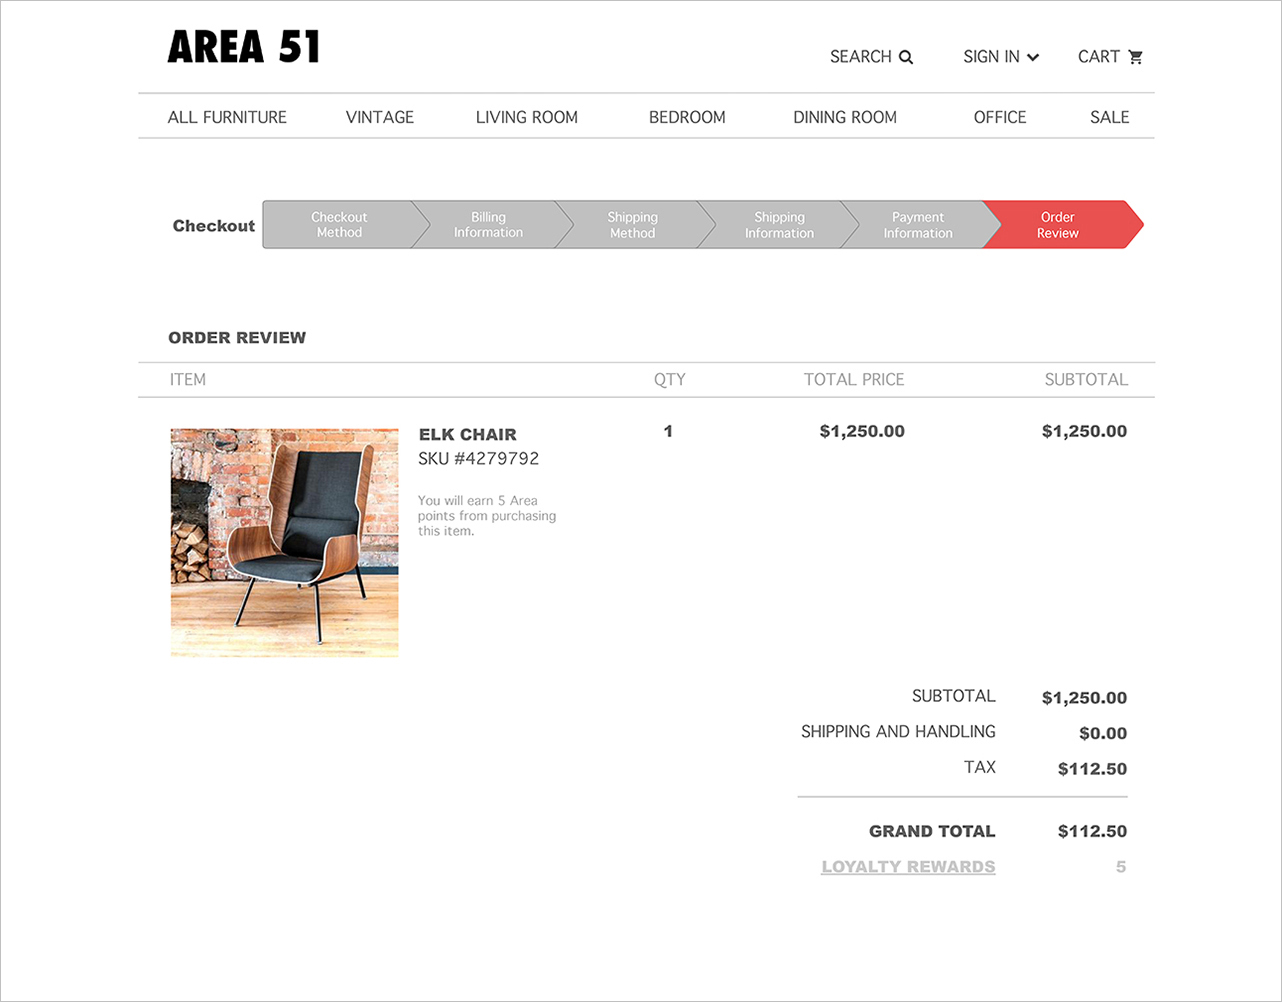 AREA 51
SEARCH SIGN IN CART
ALL FURNITURE VINTAGE LIVING ROOM BEDROOM DINING ROOM OFFICE SALE
Checkout
Checkout
Method
Billing
Information
Shipping
Method
Shipping
Information
Payment
Information
Order
Review
ORDER REVIEW
ITEM QTY TOTAL PRICE SUBTOTAL
ELK CHAIR 1 $1,250.00 $1,250.00
SKU #4279792
You will earn 5 Area
points from purchasing
this item.
SUBTOTAL $1,250.00
SHIPPING AND HANDLING $0.00
TAX $112.50
GRAND TOTAL $112.50
LOYALTY REWARDS 5